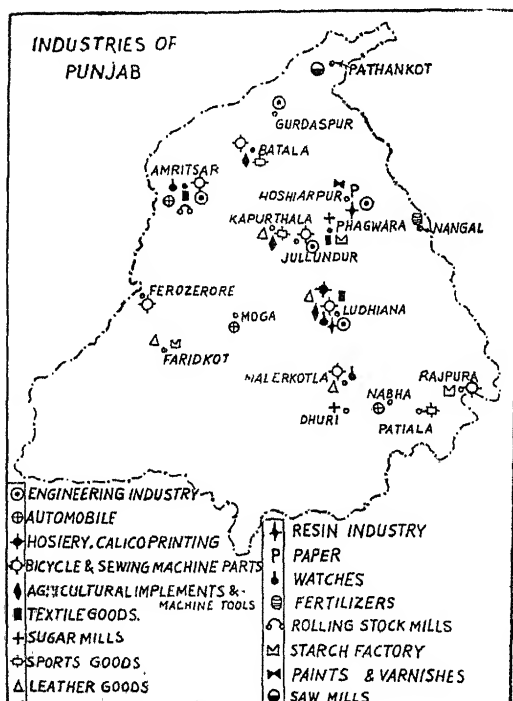 INDUSTRIES OF
PUNJAB
PATHANKOT
GURDASPUR
BATALA
AMRITSAR
HOSHIARPUR
P
KAPURTHALA
PHAGWARA
NANGAL
JULLUNDUR
FEROZERORE
MOGA
LUDHIANA
FARIDKOT
MALERKOTLA
RAJPURA
NABHA
DHURI
PATIALA
ENGINEERING INDUSTRY
AUTOMOBILE
HOSIERY. CALICO PRINTING
BICYCLE & SEWING MACHINE PARTS
AGRICULTURAL IMPLEMENTS &
MACHINE TOOLS
TEXTILE GOODS.
SUGAR MILLS
SPORTS GOODS
LEATHER GOODS
RESIN INDUSTRY
P PAPER
WATCHES
FERTILIZERS
ROLLING STOCK MILLS
STARCH FACTORY
PAINTS & VARNISHES
SAW MILLS